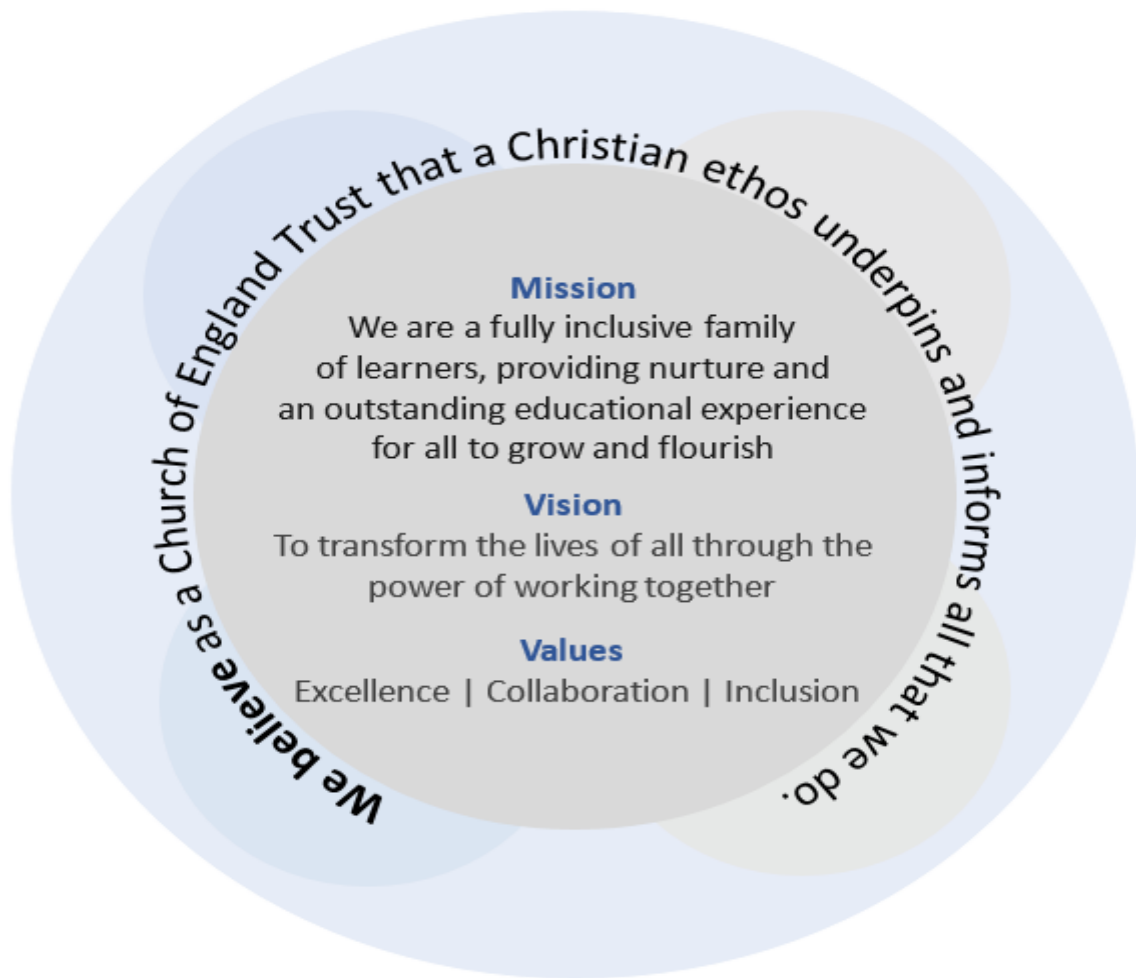 We believe as a Church of England Trust that a Christian ethos underpins and informs all that we do.
Mission
We are a fully inclusive family
of learners, providing nurture and
an outstanding educational experience
for all to grow and flourish
Vision
To transform the lives of all through the
power of working together
Values
Excellence | Collaboration | Inclusion